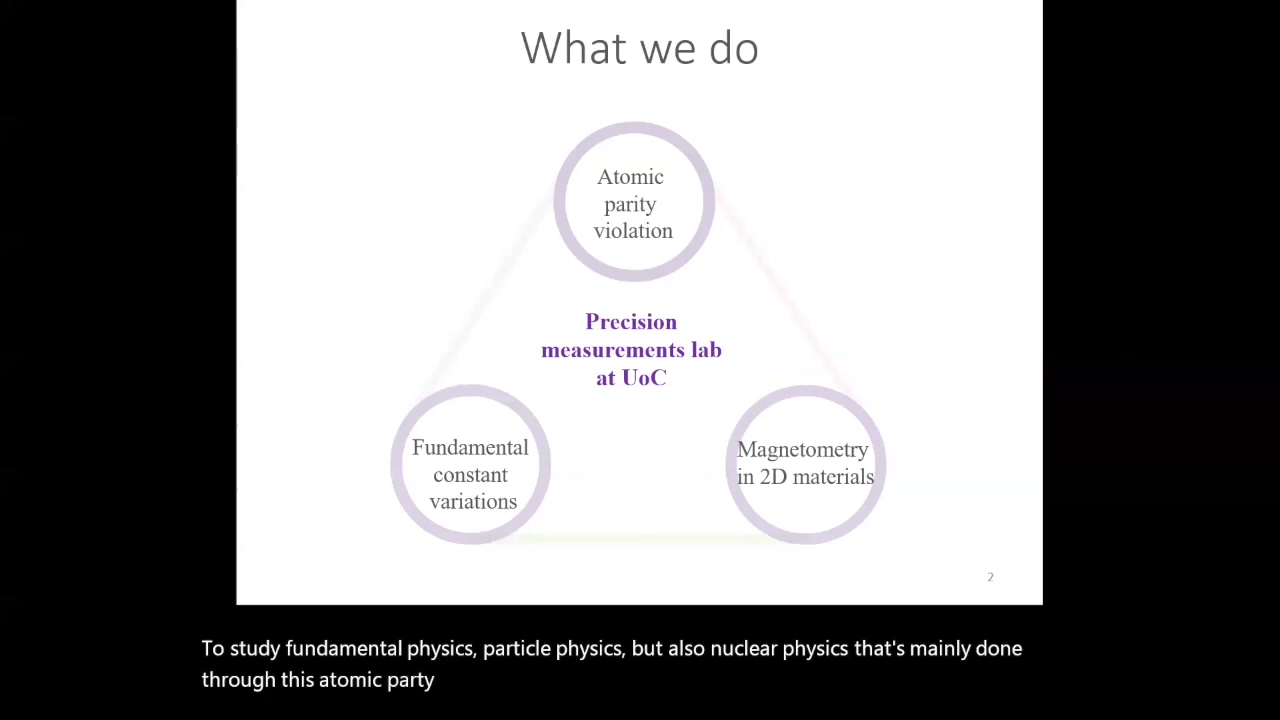 What we do
Atomic
parity
violation
Precision
measurements lab
at UoC
Fundamental
constant
variations
Magnetometry
in 2D materials
2
To study fundamental physics, particle physics, but also nuclear physics that's mainly done
through this atomic party